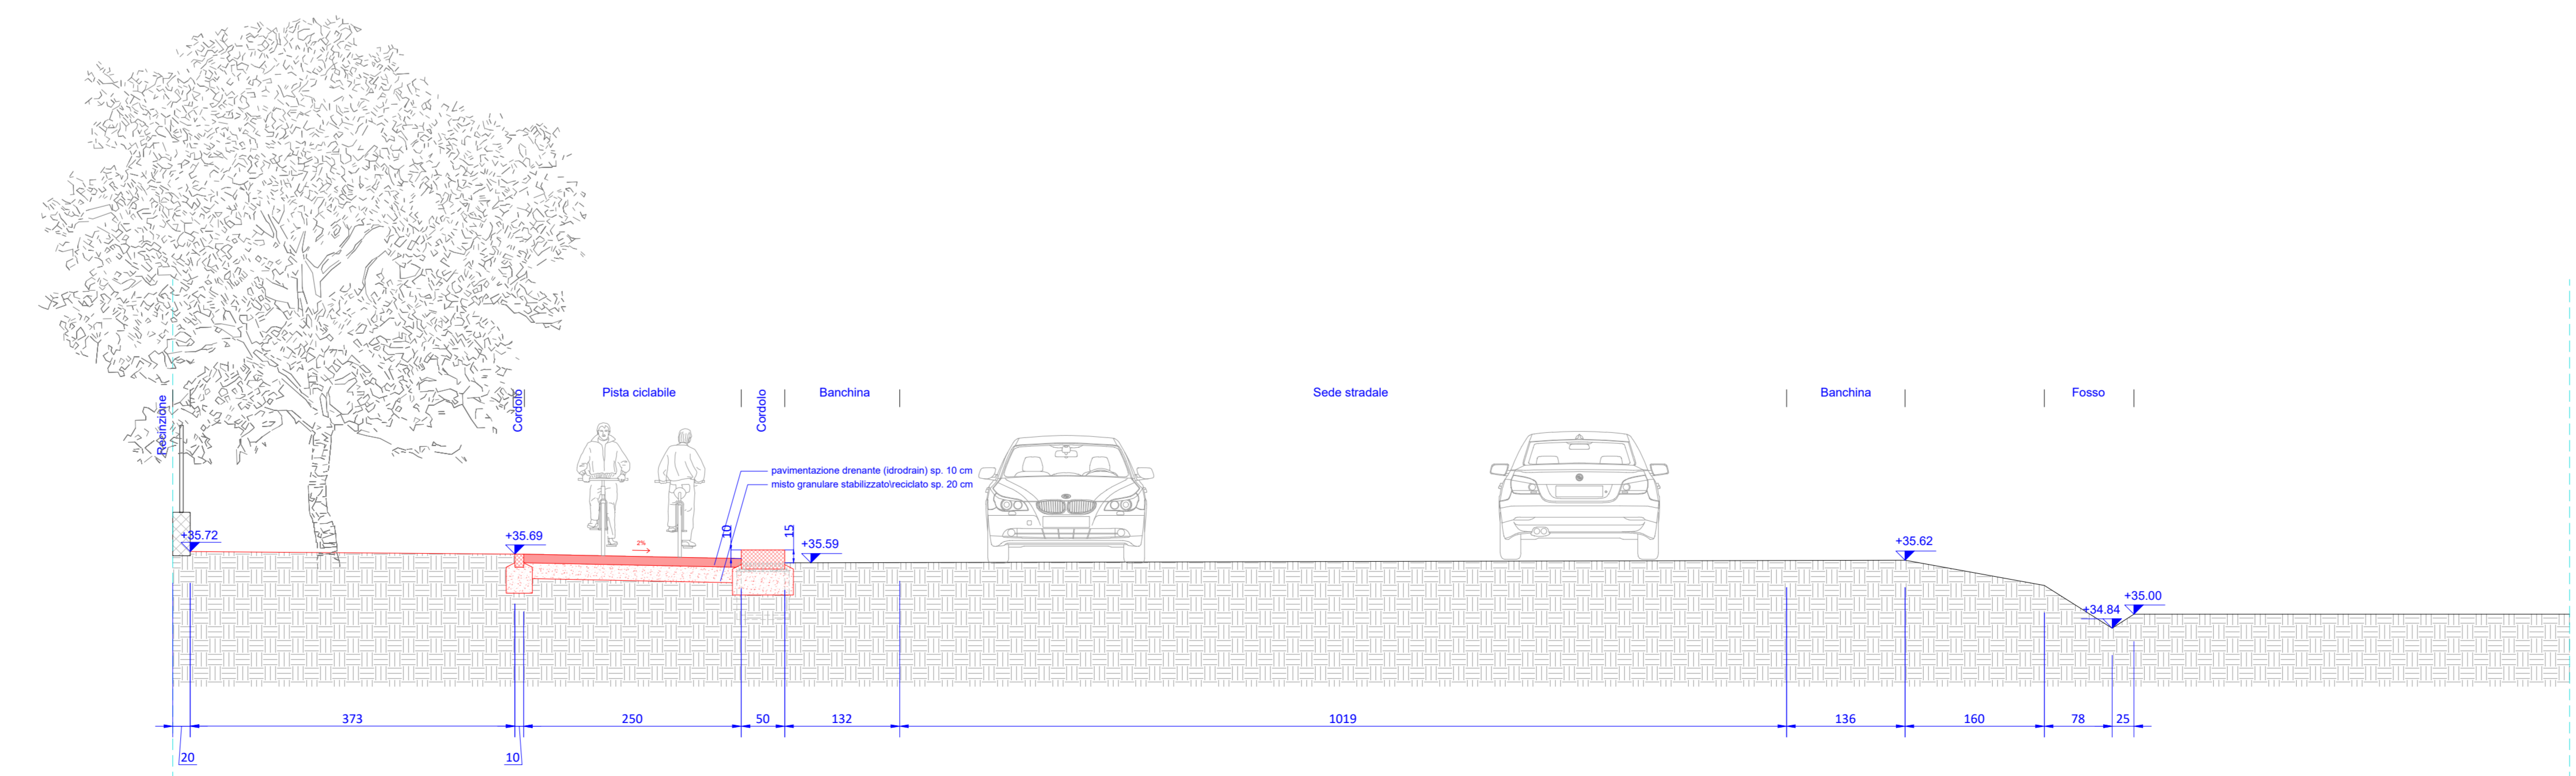 Recinzione
Cordolo
Pista ciclabile
Cordolo
Banchina
Sede stradale
Banchina
Fosso
pavimentazione drenante (idrodrain) sp. 10 cm
misto granulare stabilizzato\reciclato sp. 20 cm
+35.72
+35.69
2%
10
15
+35.59
+35.62
+34.84
+35.00
373
250
50
132
1019
136
160
78
25
20
10